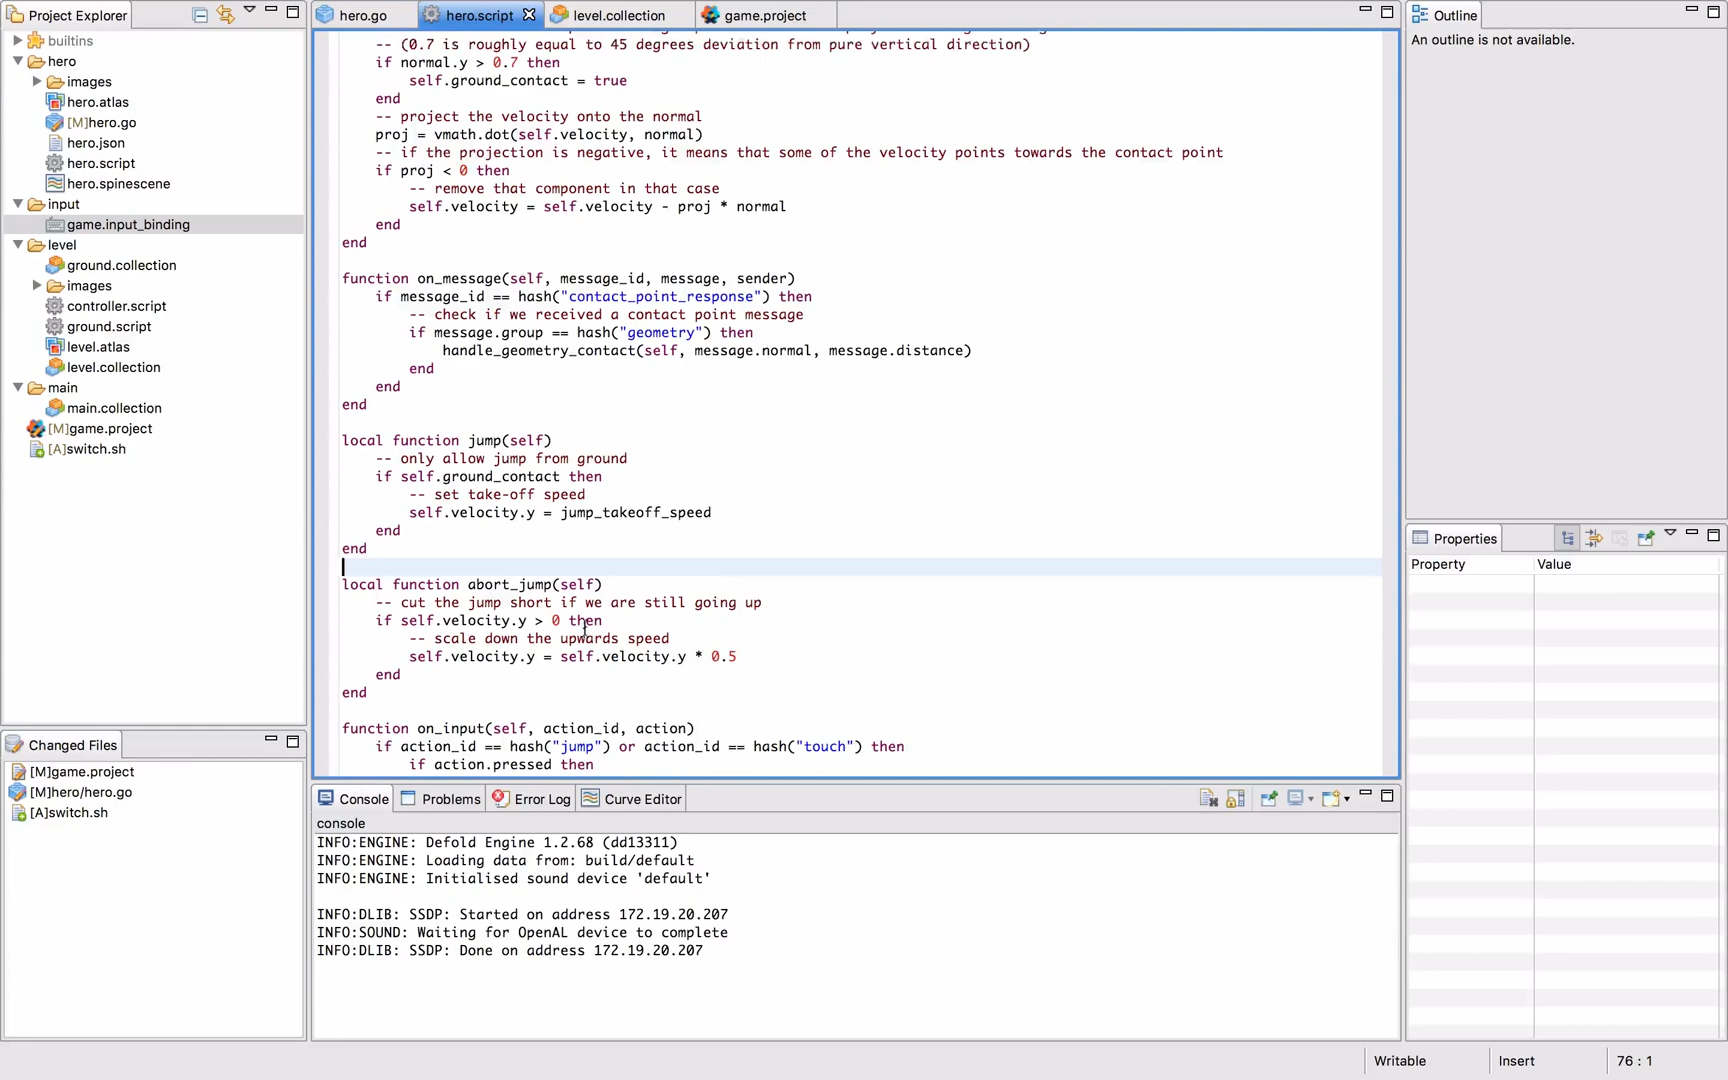 Project Explorer
builtins
hero
images
hero.atlas
[M]hero.go
hero.json
hero.script
hero.spinescene
input
game.input_binding
level
ground.collection
images
controller.script
ground.script
level.atlas
level.collection
main
main.collection
[M]game.project
[A]switch.sh
Changed Files
[M]game.project
[M]hero/hero.go
[A]switch.sh
hero.go
hero.script
level.collection
game.project
-- (0.7 is roughly equal to 45 degrees deviation from pure vertical direction)
if normal.y > 0.7 then
self.ground_contact = true
end
-- project the velocity onto the normal
proj = vmath.dot(self.velocity, normal)
-- if the projection is negative, it means that some of the velocity points towards the contact point
if proj < 0 then
-- remove that component in that case
self.velocity = self.velocity - proj * normal
end
end
function on_message(self, message_id, message, sender)
if message_id == hash("contact_point_response") then
-- check if we received a contact point message
if message.group == hash("geometry") then
handle_geometry_contact(self, message.normal, message.distance)
end
end
end
local function jump(self)
-- only allow jump from ground
if self.ground_contact then
-- set take-off speed
self.velocity.y = jump_takeoff_speed
end
end
local function abort_jump(self)
-- cut the jump short if we are still going up
if self.velocity.y > 0 then
-- scale down the upwards speed
self.velocity.y = self.velocity.y * 0.5
end
end
function on_input(self, action_id, action)
if action_id == hash("jump") or action_id == hash("touch") then
if action.pressed then
Console
Problems
Error Log
Curve Editor
console
INFO:ENGINE: Defold Engine 1.2.68 (dd13311)
INFO:ENGINE: Loading data from: build/default
INFO:ENGINE: Initialised sound device 'default'
INFO:DLIB: SSDP: Started on address 172.19.20.207
INFO:SOUND: Waiting for OpenAL device to complete
INFO:DLIB: SSDP: Done on address 172.19.20.207
Outline
An outline is not available.
Properties
Property Value
Writable
Insert
76 : 1